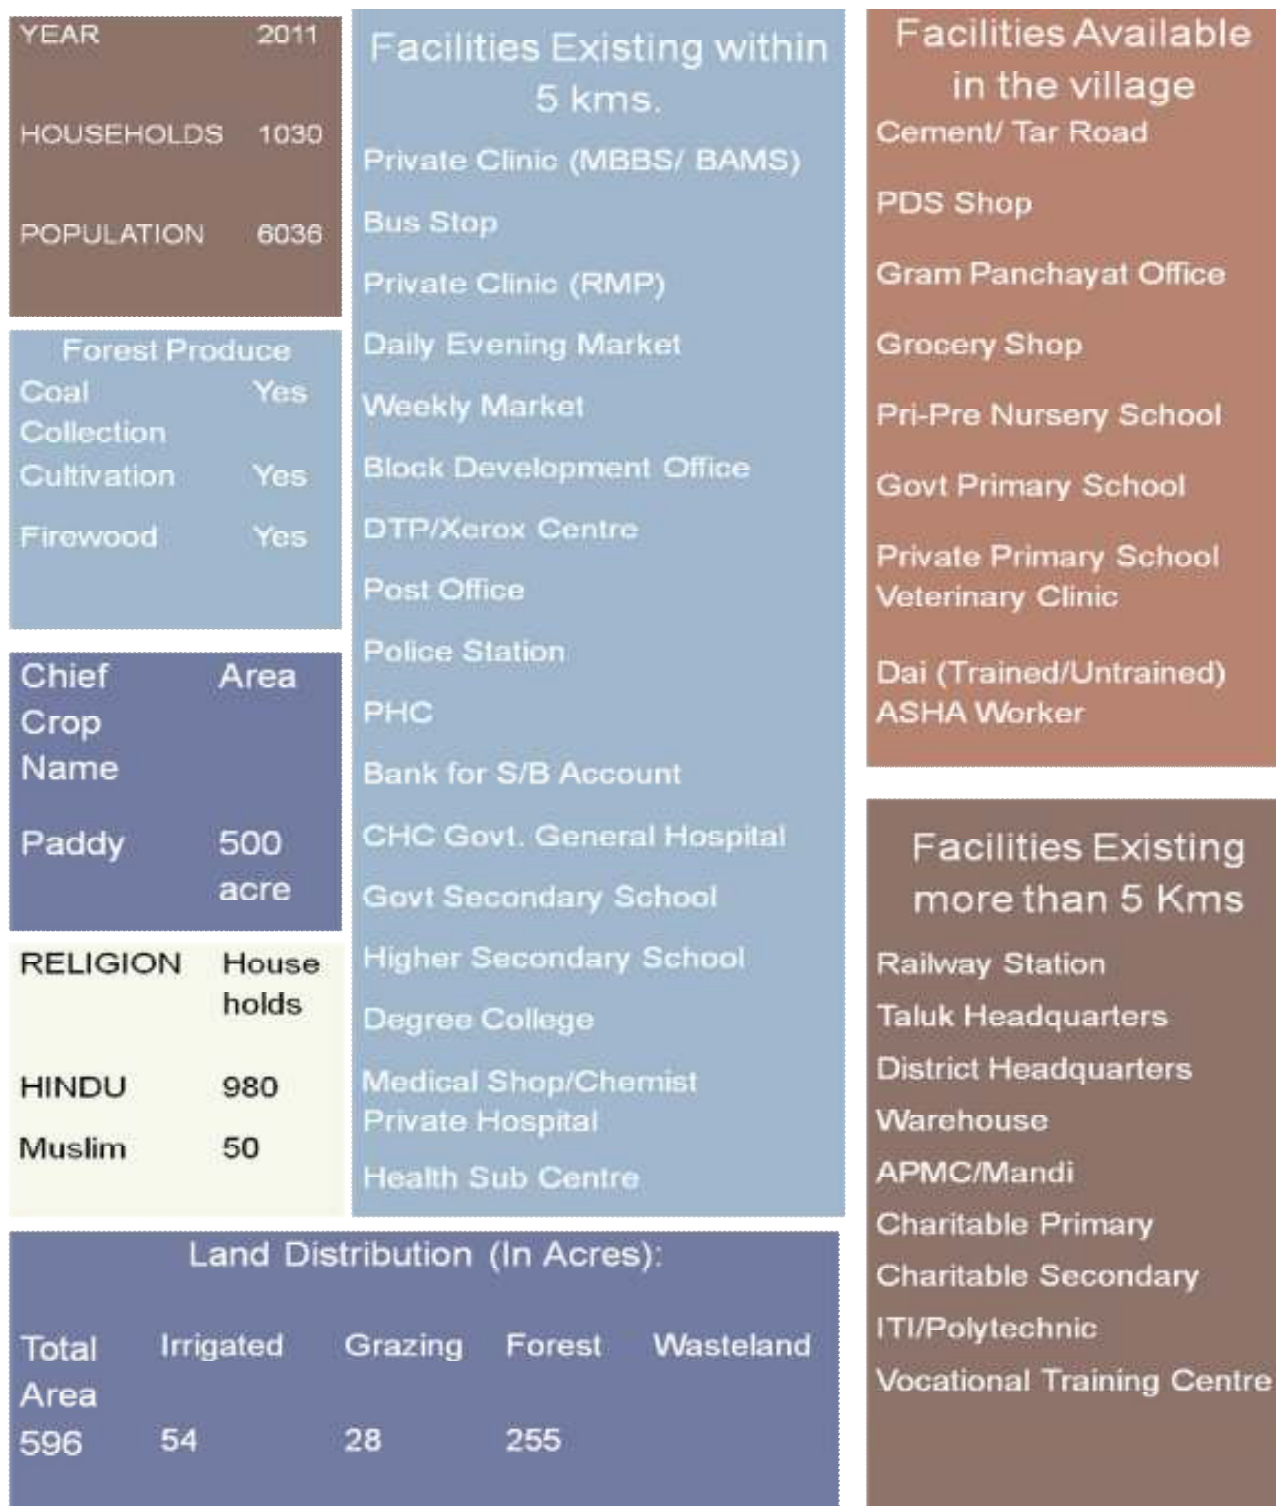 YEAR 2011
HOUSEHOLDS 1030
POPULATION 6036
Forest Produce
Coal Yes
Collection
Cultivation Yes
Firewood Yes
Chief Area
Crop
Name
Paddy 500
acre
RELIGION House
holds
HINDU 980
Muslim 50
Facilities Existing within
5 kms.
Private Clinic (MBBS/ BAMS)
Bus Stop
Private Clinic (RMP)
Daily Evening Market
Weekly Market
Block Development Office
DTP/Xerox Centre
Post Office
Police Station
PHC
Bank for S/B Account
CHC Govt. General Hospital
Govt Secondary School
Higher Secondary School
Degree College
Medical Shop/Chemist
Private Hospital
Health Sub Centre
Facilities Available
in the village
Cement/ Tar Road
PDS Shop
Gram Panchayat Office
Grocery Shop
Pri-Pre Nursery School
Govt Primary School
Private Primary School
Veterinary Clinic
Dai (Trained/Untrained)
ASHA Worker
Facilities Existing
more than 5 Kms
Railway Station
Taluk Headquarters
District Headquarters
Warehouse
APMC/Mandi
Charitable Primary
Charitable Secondary
ITI/Polytechnic
Vocational Training Centre
Land Distribution (In Acres):
Total Irrigated Grazing Forest Wasteland
Area
596 54 28 255